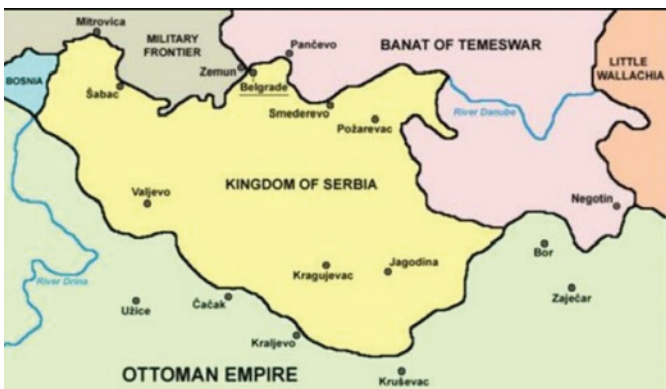 Mitrovica
MILITARY
FRONTIER
Pančevo
BANAT OF TEMESWAR
LITTLE
WALLACHIA
BOSNIA
Zemun
Belgrade
Šabac
Smederevo
River Danube
Požarevac
KINGDOM OF SERBIA
Valjevo
Negotin
Bor
Kragujevac
Jagodina
River Drina
Zaječar
Užice
Čačak
Kraljevo
OTTOMAN EMPIRE
Kruševac